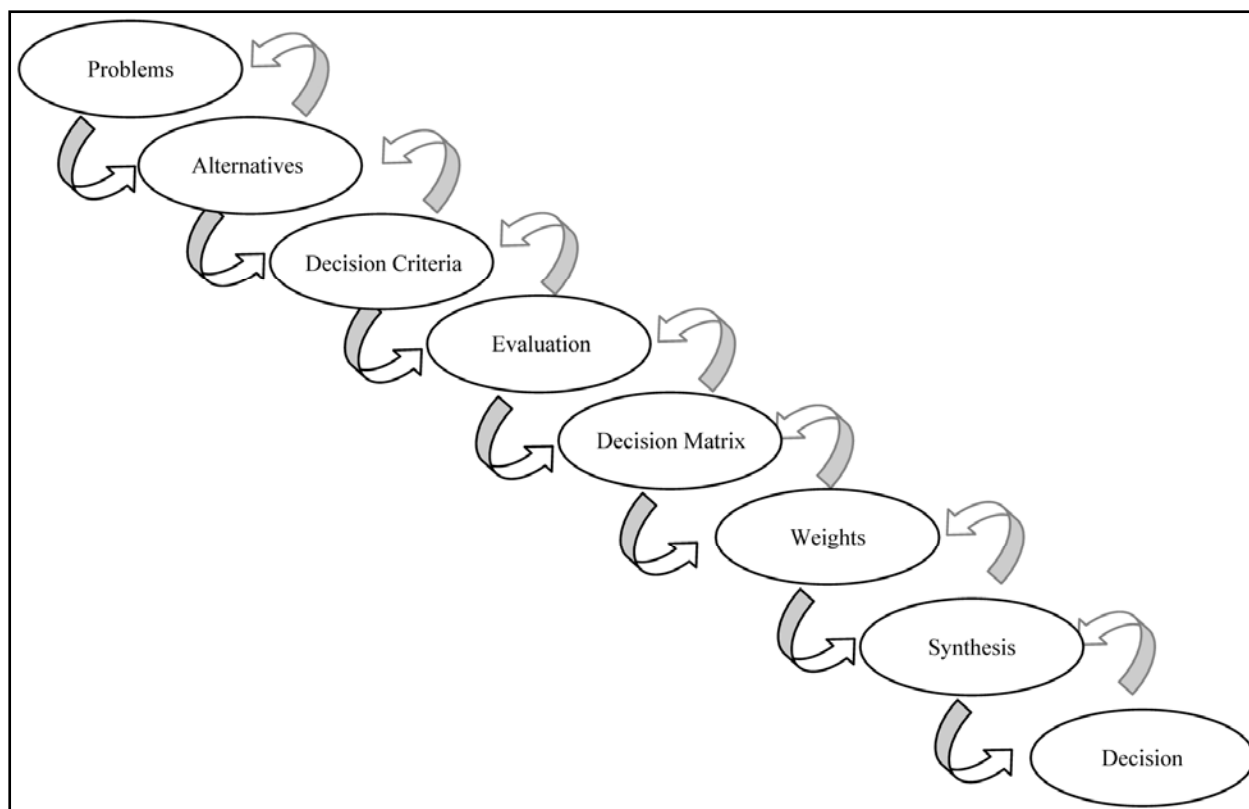 Problems
Alternatives
Decision Criteria
Evaluation
Decision Matrix
Weights
Synthesis
Decision